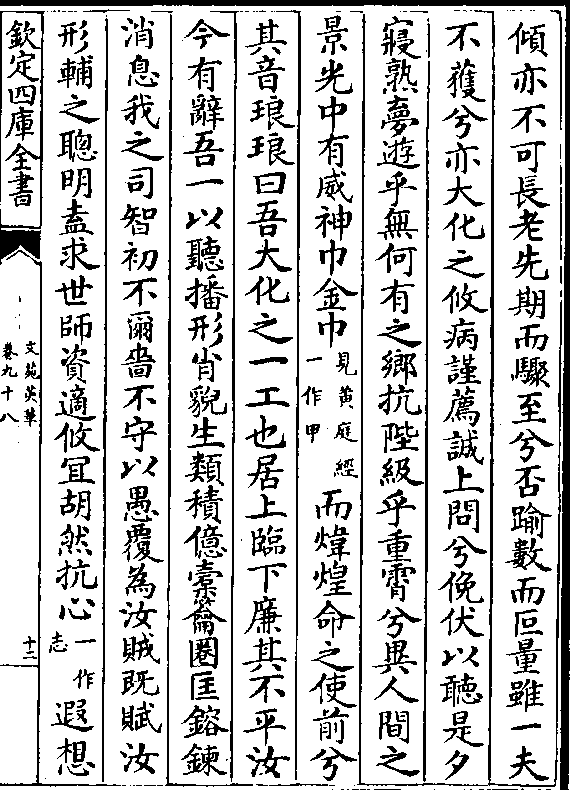 傾亦不可長老先期而驟至兮否踰數而叵量雖一夫
不䕶兮亦大化之攸病謹薦誠上問兮俛伏以聽是夕
寢熟夢遊乎無何有之鄉抗陛級乎重霄兮異人間之
景光中有威神巾金巾見黄庭經一作甲而煒煌命之使前兮
其音琅琅曰吾大化之一工也居上臨下廉其不平汝
今有辭吾一以聽播形肖貌生類積億橐籥圏匡鎔鍊
消息我之司智初不爾嗇不守以愚覆為汝賊既賦汝
形輔之聰明盍求世師資適攸冝胡然抗心一作志遐想
欽定四庫全書
文苑英華
卷九十八
十三